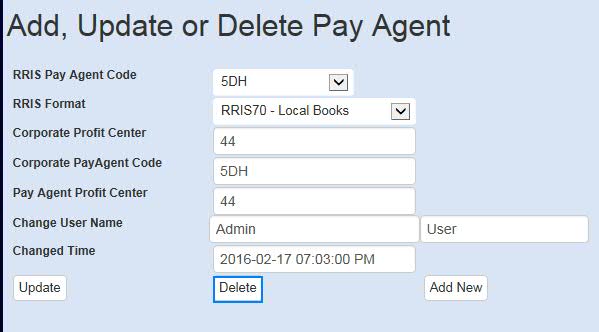 Add, Update or Delete Pay Agent
RRIS Pay Agent Code 5DH
RRIS Format RRIS70 - Local Books
Corporate Profit Center 44
Corporate PayAgent Code 5DH
Pay Agent Profit Center 44
Change User Name Admin User
Changed Time 2016-02-17 07:03:00 PM
Update Delete Add New